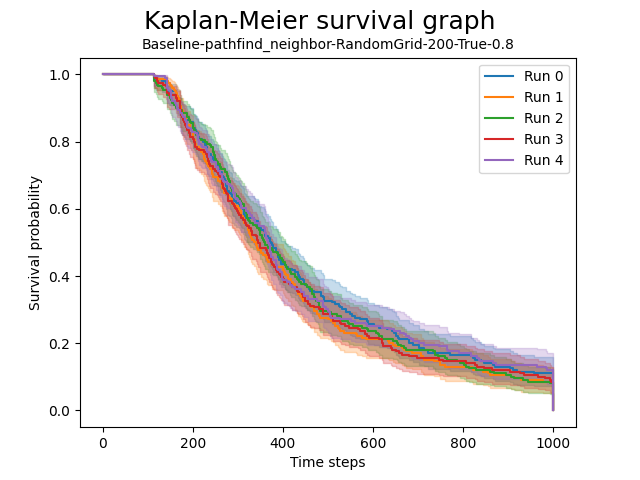 Kaplan-Meier survival graph
Baseline-pathfind_neighbor-RandomGrid-200-True-0.8
Survival probability
1.0
0.8
0.6
0.4
0.2
0.0
Run 0
Run 1
Run 2
Run 3
Run 4
0 200 400 600 800 1000
Time steps